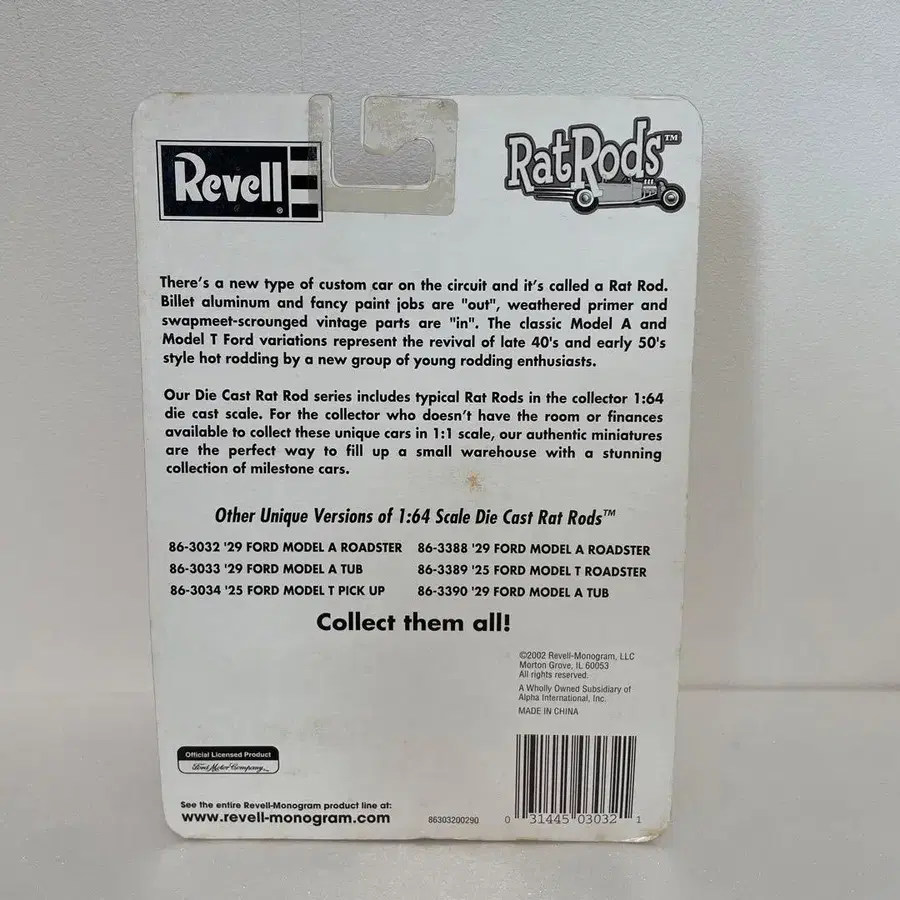 Revell®
RatRods™
There's a new type of custom car on the circuit and it's called a Rat Rod.
Billet aluminum and fancy paint jobs are "out", weathered primer and
swapmeet-scrounged vintage parts are "in". The classic Model A and
Model T Ford variations represent the revival of late 40's and early 50's
style hot rodding by a new group of young rodding enthusiasts.
Our Die Cast Rat Rod series includes typical Rat Rods in the collector 1:64
die cast scale. For the collector who doesn't have the room or finances
available to collect these unique cars in 1:1 scale, our authentic miniatures
are the perfect way to fill up a small warehouse with a stunning
collection of milestone cars.
Other Unique Versions of 1:64 Scale Die Cast Rat Rods™
86-3032 '29 FORD MODEL A ROADSTER 86-3388 '29 FORD MODEL A ROADSTER
86-3033 '29 FORD MODEL A TUB 86-3389 '25 FORD MODEL T ROADSTER
86-3034 '25 FORD MODEL T PICK UP 86-3390 '29 FORD MODEL A TUB
Collect them all!
©2002 Revell-Monogram, LLC
Morton Grove, IL 60053
All rights reserved.
A Wholly Owned Subsidiary of
Alpha International, Inc.
MADE IN CHINA
Official Licensed Product
Ford Motor Company
See the entire Revell-Monogram product line at:
www.revell-monogram.com
86303200290
0 31445 03032 1